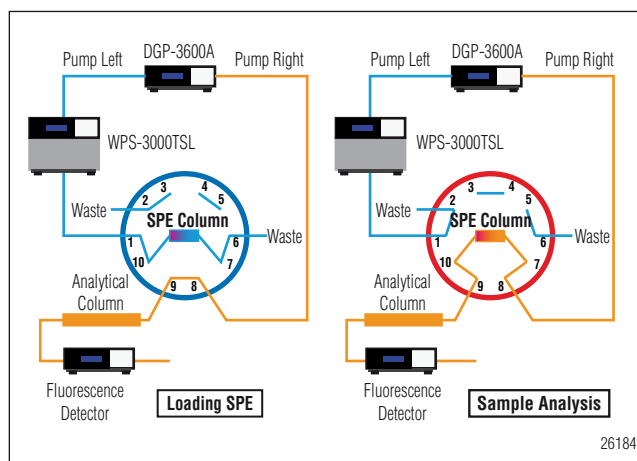 DGP-3600A
Pump Left
Pump Right
WPS-3000TSL
3
4
2
5
Waste
SPE Column
1
6
Waste
10
7
9
8
Analytical
Column
Fluorescence
Detector
Loading SPE
DGP-3600A
Pump Left
Pump Right
WPS-3000TSL
3
4
2
5
Waste
SPE Column
1
6
Waste
10
7
9
8
Analytical
Column
Fluorescence
Detector
Sample Analysis
26184